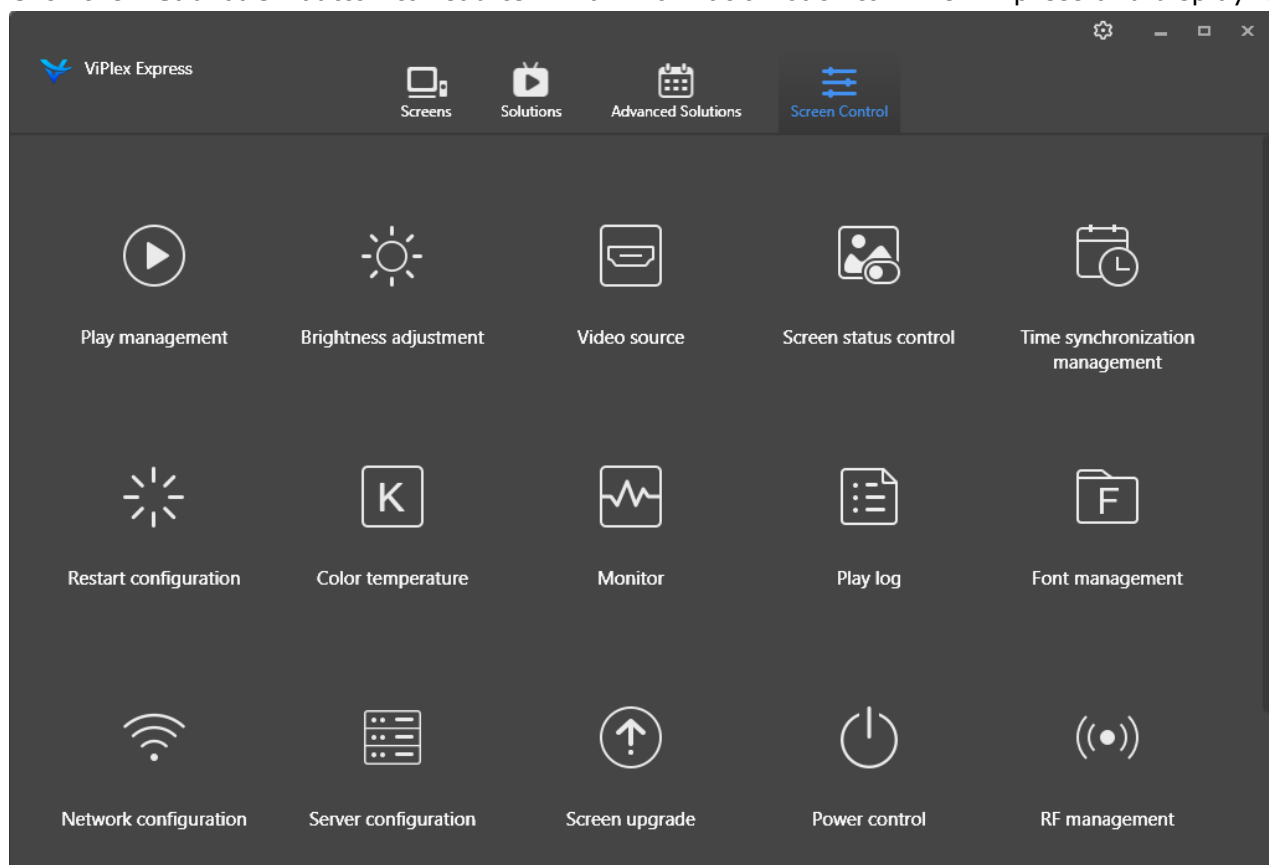 ViPlex Express
Screens
Solutions
Advanced Solutions
Screen Control
Play management
Brightness adjustment
Video source
Screen status control
Time synchronization
management
Restart configuration
K
Color temperature
Monitor
Play log
F
Font management
Network configuration
Server configuration
Screen upgrade
Power control
RF management